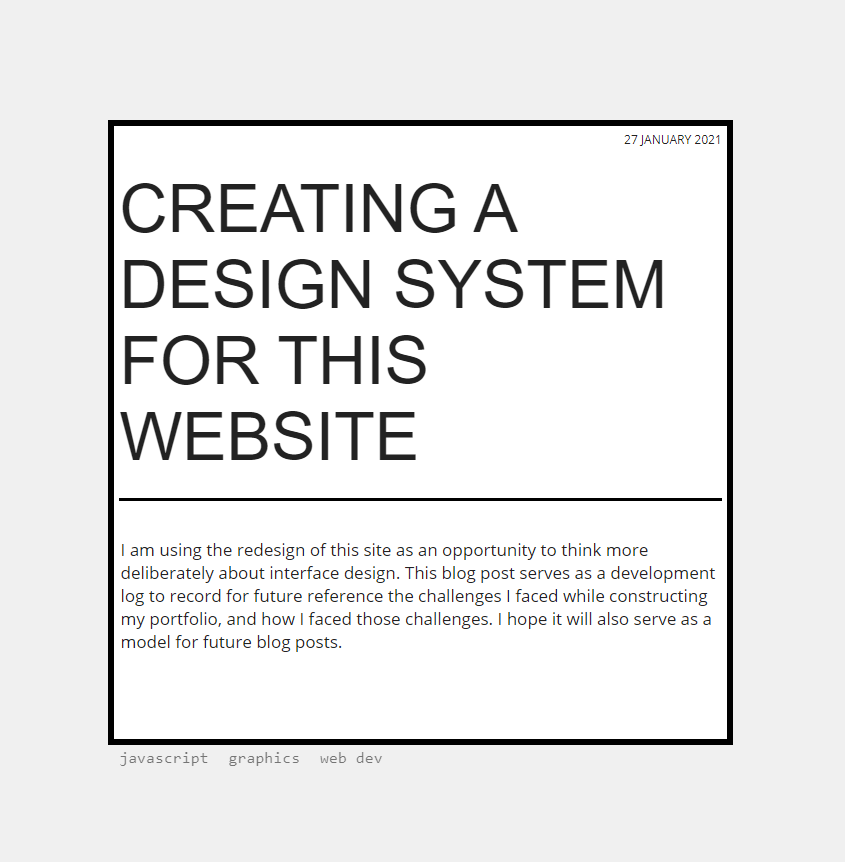 27 JANUARY 2021
CREATING A
DESIGN SYSTEM
FOR THIS
WEBSITE
I am using the redesign of this site as an opportunity to think more
deliberately about interface design. This blog post serves as a development
log to record for future reference the challenges I faced while constructing
my portfolio, and how I faced those challenges. I hope it will also serve as a
model for future blog posts.
javascript graphics web dev